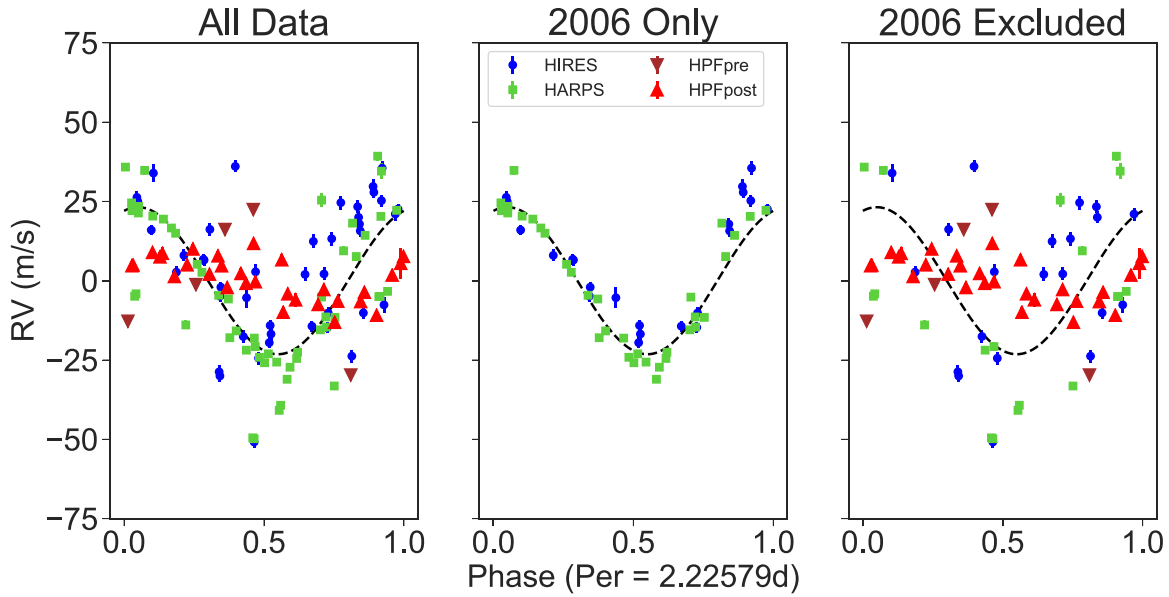 All Data
2006 Only
2006 Excluded
RV (m/s)
75
50
25
0
−25
−50
−75
HIRES
HARPS
HPFpre
HPFpost
0.0 0.5 1.0
0.0 0.5 1.0
0.0 0.5 1.0
Phase (Per = 2.22579d)